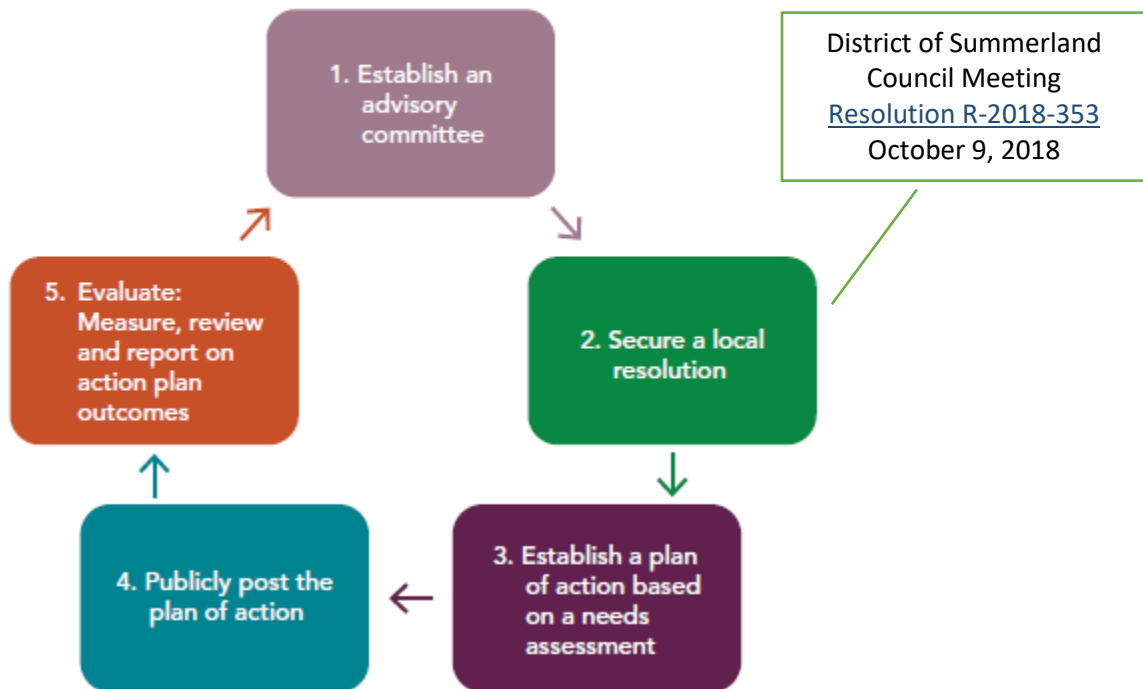 1. Establish an
advisory
committee
District of Summerland
Council Meeting
Resolution R-2018-353
October 9, 2018
2. Secure a local
resolution
3. Establish a plan
of action based
on a needs
assessment
4. Publicly post the
plan of action
5. Evaluate:
Measure, review
and report on
action plan
outcomes